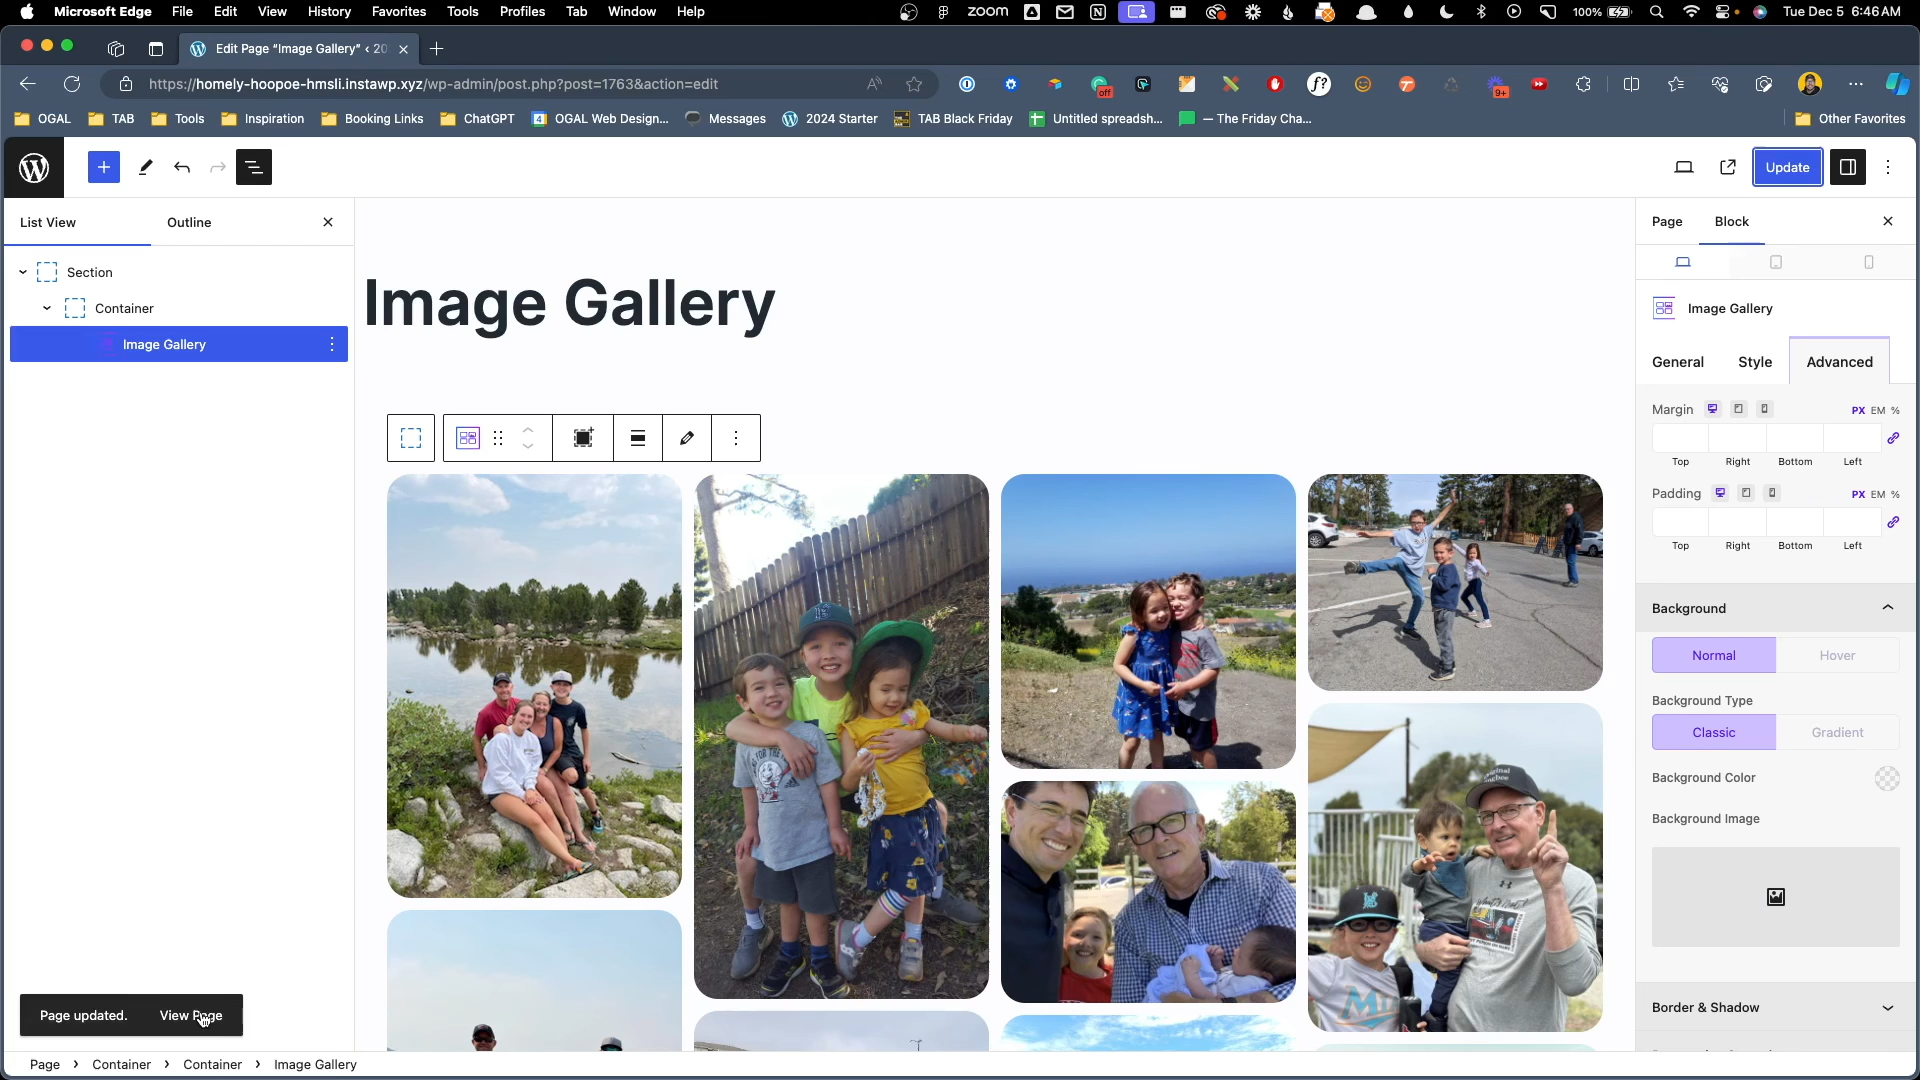 Microsoft Edge File Edit View History Favorites Tools Profiles Tab Window Help
zoom
100%
Tue Dec 5 6:46 AM
Edit Page "Image Gallery" ‹ 20
https://homely-hoopoe-hmsli.instawp.xyz/wp-admin/post.php?post=1763&action=edit
off
f?
9+
OGAL TAB Tools Inspiration Booking Links ChatGPT OGAL Web Design... Messages 2024 Starter TAB Black Friday Untitled spreadsh... — The Friday Cha... Other Favorites
Update
List View Outline
Page Block
Section
Container
Image Gallery
Image Gallery
Image Gallery
General Style Advanced
Margin PX EM %
Top Right Bottom Left
Padding PX EM %
Top Right Bottom Left
Background
Normal Hover
Background Type
Classic Gradient
Background Color
Background Image
Border & Shadow
Page updated. View Page
Page › Container › Container › Image Gallery